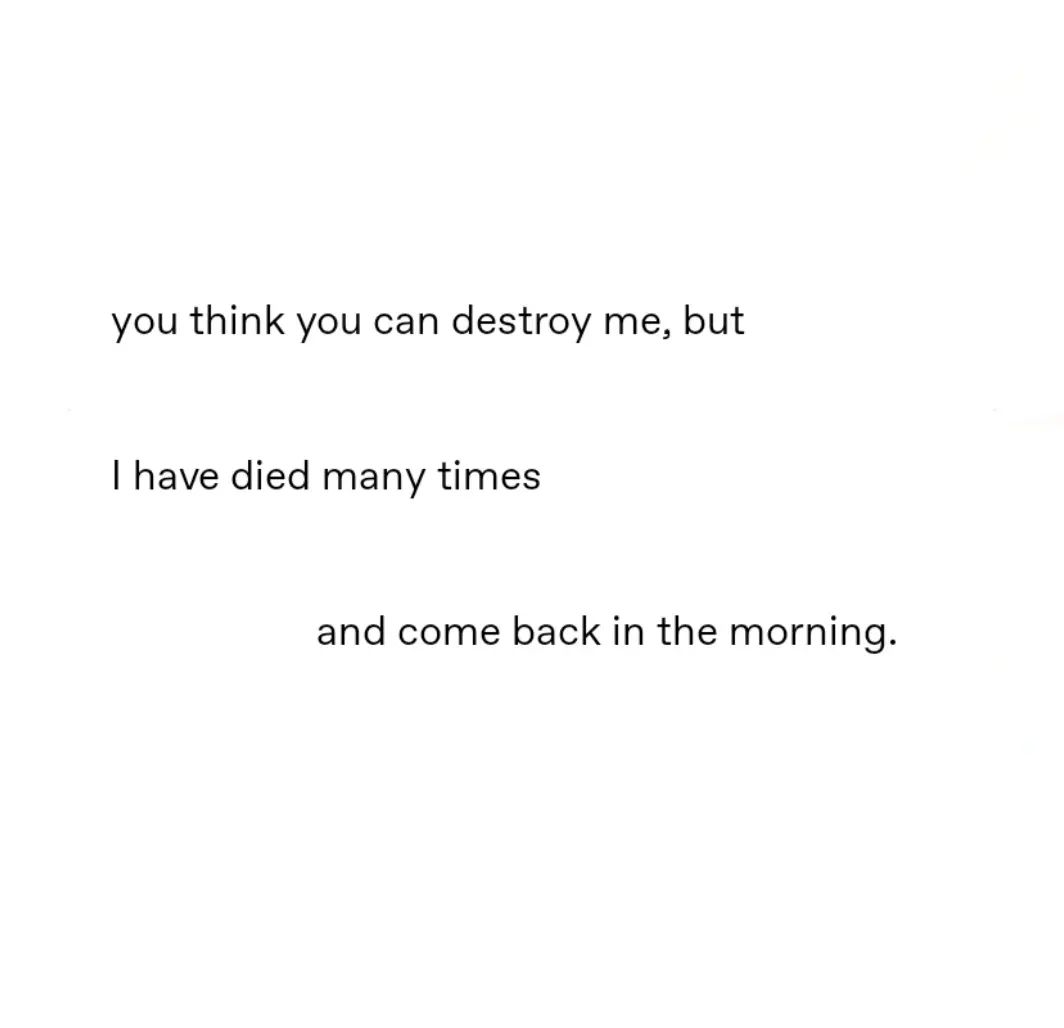 you think you can destroy me, but
I have died many times
and come back in the morning.